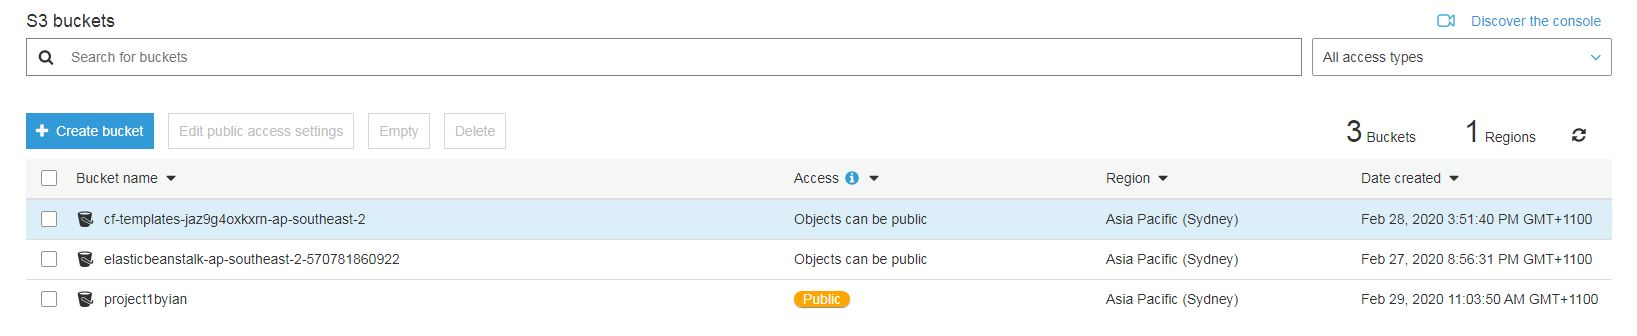 S3 buckets
Discover the console
Search for buckets
All access types
Create bucket
Edit public access settings
Empty
Delete
3 Buckets
1 Regions
Bucket name Access Region Date created
cf-templates-jaz9g4oxkxrn-ap-southeast-2 Objects can be public Asia Pacific (Sydney) Feb 28, 2020 3:51:40 PM GMT+1100
elasticbeanstalk-ap-southeast-2-570781860922 Objects can be public Asia Pacific (Sydney) Feb 27, 2020 8:56:31 PM GMT+1100
project1byian Public Asia Pacific (Sydney) Feb 29, 2020 11:03:50 AM GMT+1100